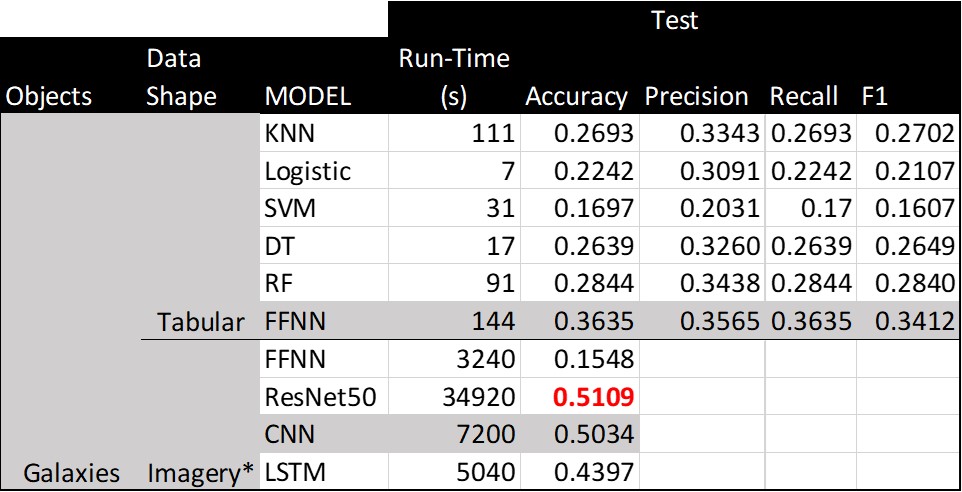 Test
Data Run-Time
Objects Shape MODEL (s) Accuracy Precision Recall F1
KNN 111 0.2693 0.3343 0.2693 0.2702
Logistic 7 0.2242 0.3091 0.2242 0.2107
SVM 31 0.1697 0.2031 0.17 0.1607
DT 17 0.2639 0.3260 0.2639 0.2649
RF 91 0.2844 0.3438 0.2844 0.2840
Tabular FFNN 144 0.3635 0.3565 0.3635 0.3412
FFNN 3240 0.1548
ResNet50 34920 0.5109
CNN 7200 0.5034
Galaxies Imagery* LSTM 5040 0.4397